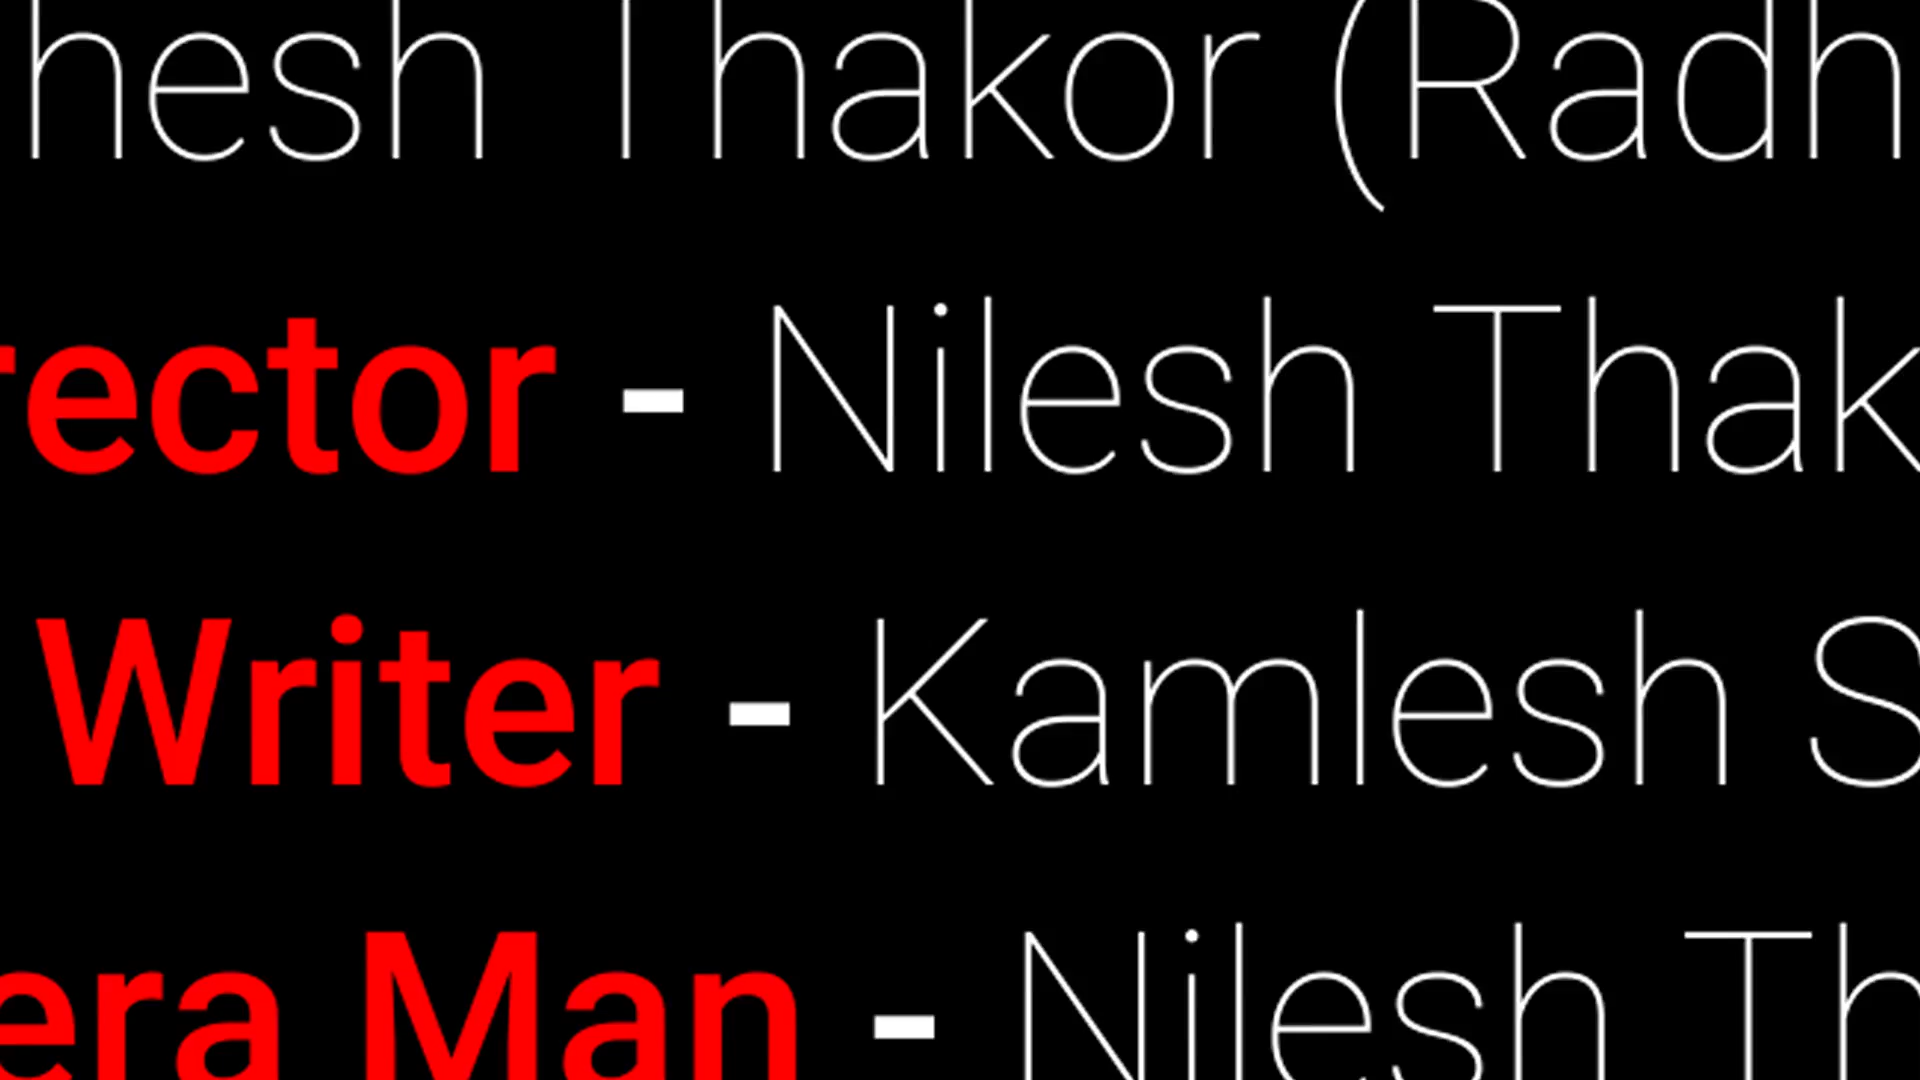 hesh Thakor (Radh
rector - Nilesh Thak
Writer - Kamlesh S
era Man - Nilesh Th